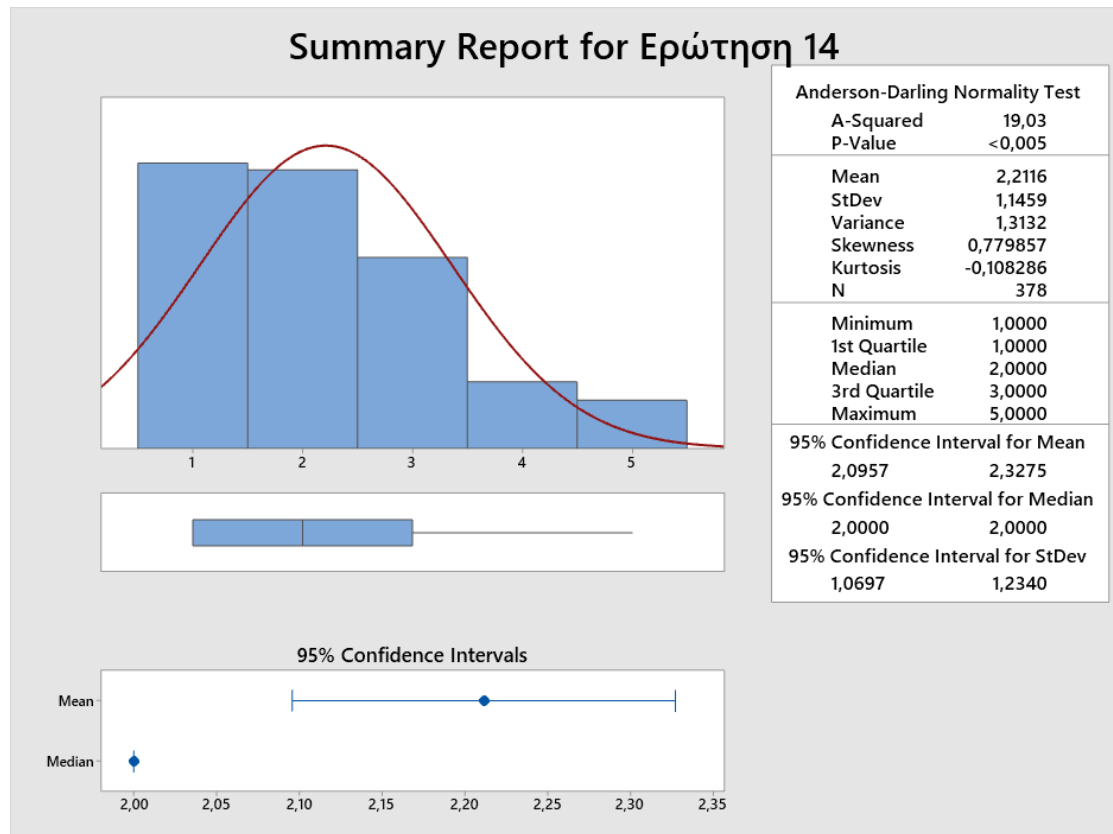 Summary Report for Ερώτηση 14
1 2 3 4 5
95% Confidence Intervals
Mean
Median
2,00 2,05 2,10 2,15 2,20 2,25 2,30 2,35
Anderson-Darling Normality Test
A-Squared 19,03
P-Value <0,005
Mean 2,2116
StDev 1,1459
Variance 1,3132
Skewness 0,779857
Kurtosis -0,108286
N 378
Minimum 1,0000
1st Quartile 1,0000
Median 2,0000
3rd Quartile 3,0000
Maximum 5,0000
95% Confidence Interval for Mean
2,0957 2,3275
95% Confidence Interval for Median
2,0000 2,0000
95% Confidence Interval for StDev
1,0697 1,2340